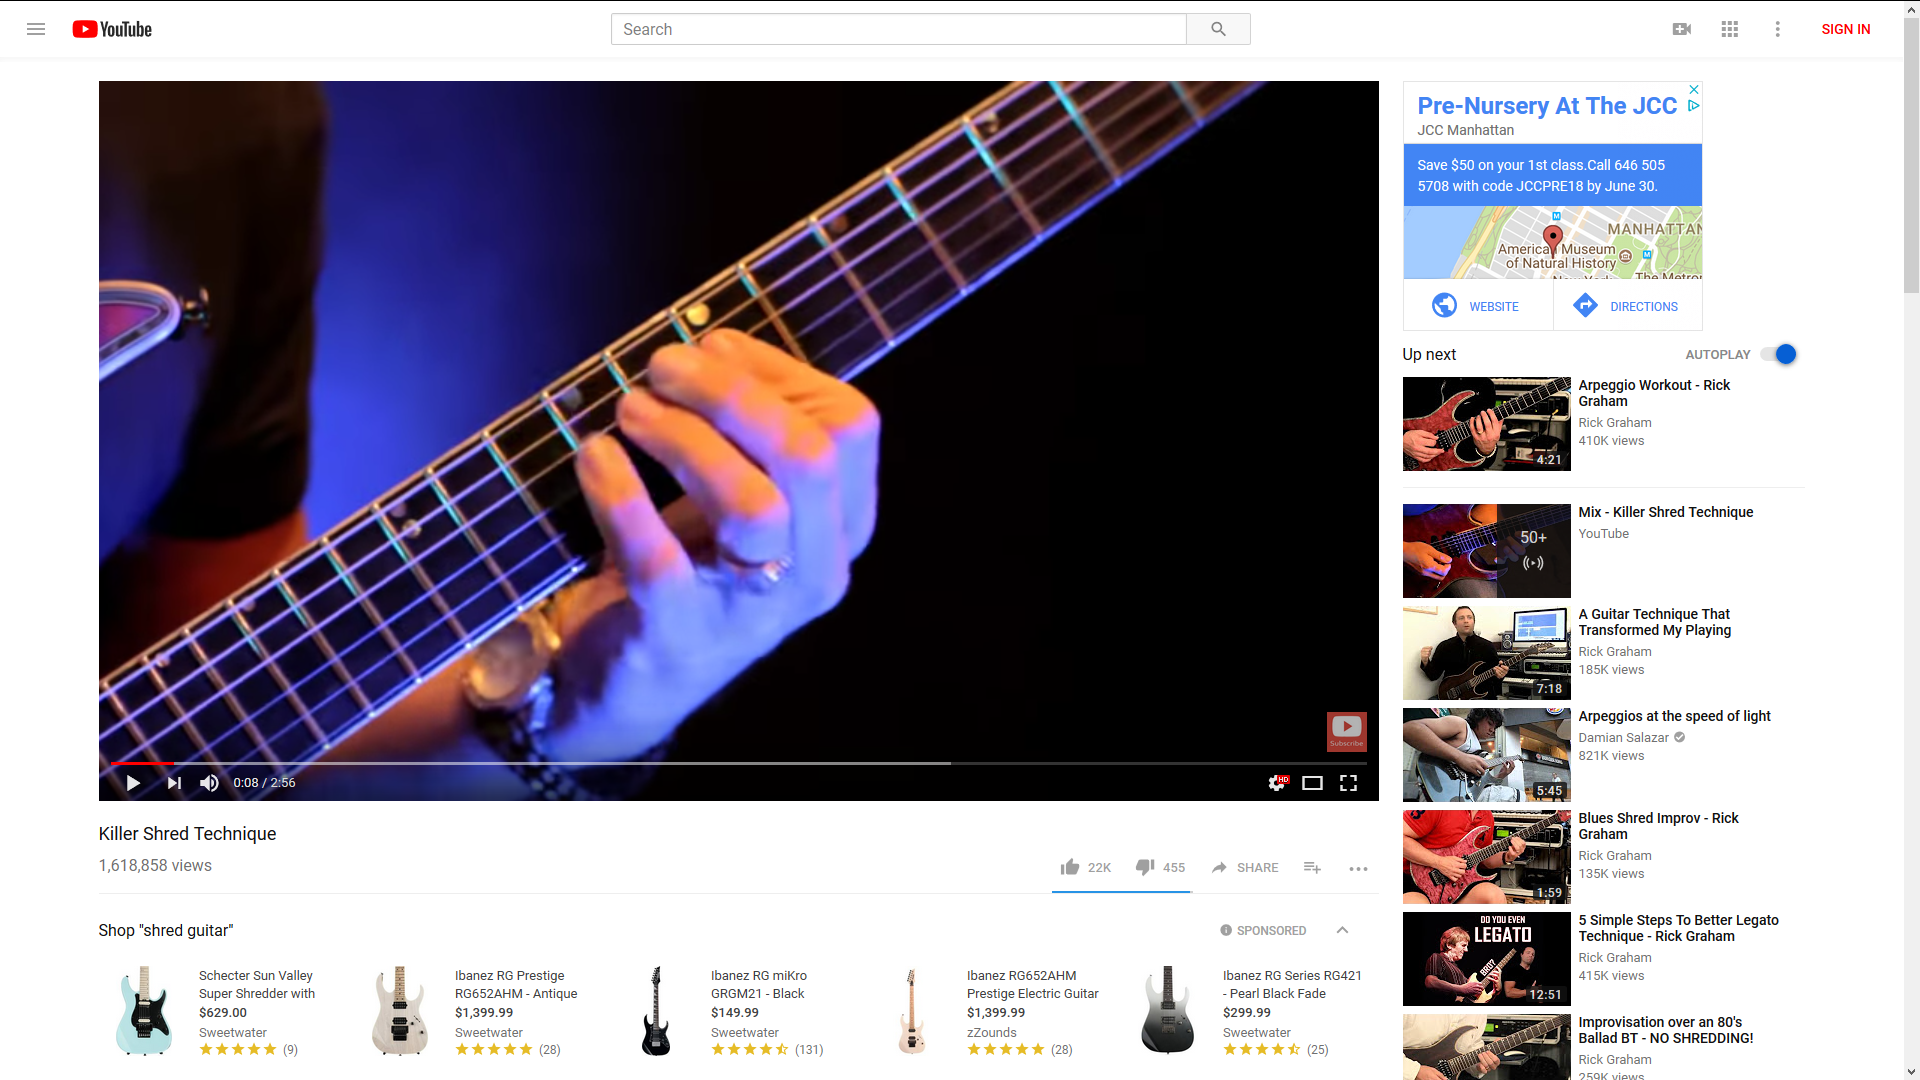 YouTube
Search
SIGN IN
Pre-Nursery At The JCC
JCC Manhattan
Save $50 on your 1st class.Call 646 505
5708 with code JCCPRE18 by June 30.
MANHATTAN
American Museum
of Natural History
The Metro
WEBSITE
DIRECTIONS
Up next
AUTOPLAY
Arpeggio Workout - Rick
Graham
Rick Graham
410K views
4:21
Mix - Killer Shred Technique
YouTube
50+
A Guitar Technique That
Transformed My Playing
Rick Graham
185K views
7:18
Arpeggios at the speed of light
Damian Salazar
821K views
5:45
Blues Shred Improv - Rick
Graham
Rick Graham
135K views
1:59
5 Simple Steps To Better Legato
Technique - Rick Graham
Rick Graham
415K views
DO YOU EVEN
LEGATO
BRO?
12:51
Improvisation over an 80's
Ballad BT - NO SHREDDING!
Rick Graham
259K views
Subscribe
0:08 / 2:56
HD
Killer Shred Technique
1,618,858 views
22K
455
SHARE
Shop "shred guitar"
SPONSORED
Schecter Sun Valley
Super Shredder with
$629.00
Sweetwater
(9)
Ibanez RG Prestige
RG652AHM - Antique
$1,399.99
Sweetwater
(28)
Ibanez RG miKro
GRGM21 - Black
$149.99
Sweetwater
(131)
Ibanez RG652AHM
Prestige Electric Guitar
$1,399.99
zZounds
(28)
Ibanez RG Series RG421
- Pearl Black Fade
$299.99
Sweetwater
(25)